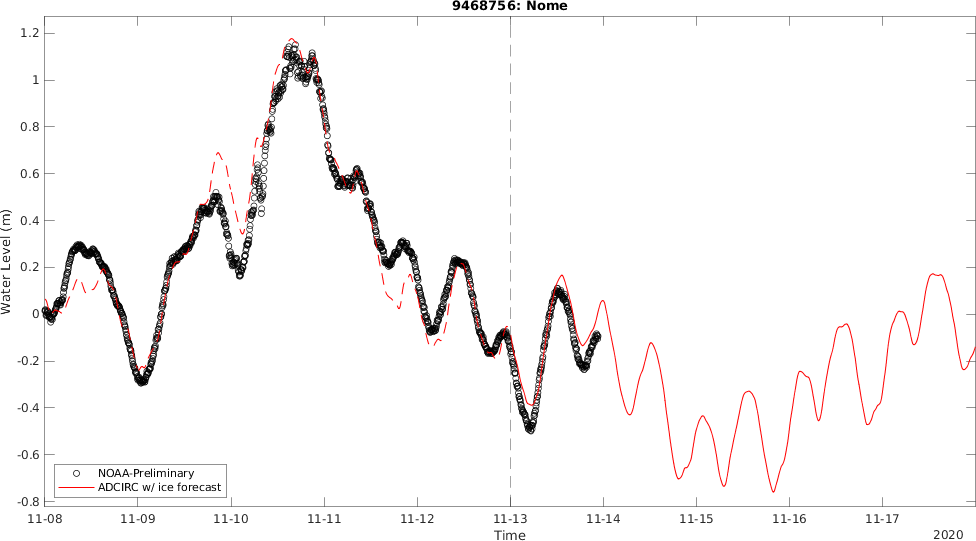 9468756: Nome
1.2
1
0.8
0.6
0.4
0.2
0
-0.2
-0.4
-0.6
-0.8
Water Level (m)
NOAA-Preliminary
ADCIRC w/ ice forecast
11-08 11-09 11-10 11-11 11-12 11-13 11-14 11-15 11-16 11-17
Time
2020